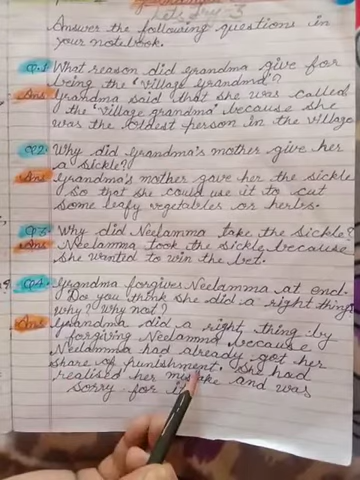 Let's Try-3
Answer the following questions in
your notebook.
Q.1 What reason did Grandma give for
being the 'village Grandma'?
Ans Grandma said that she was called
the 'village grandma' because she
was the oldest person in the village
Q2. Why did Grandma's mother give her
a sickle?
Ans Grandma's mother gave her the sickle
so that she could use it to cut
some leafy vegetables or herbs.
Q.3 Why did Neelamma take the sickle?
Ans Neelamma took the sickle because
she wanted to win the bet.
Q4. Grandma forgives Neelamma at end.
Do you think she did a right thing
why? Why not?
Ans Grandma did a right thing by
forgiving Neelamma because
Neelamma had already got her
share of punishment. She had
realised her mistake and was
sorry for